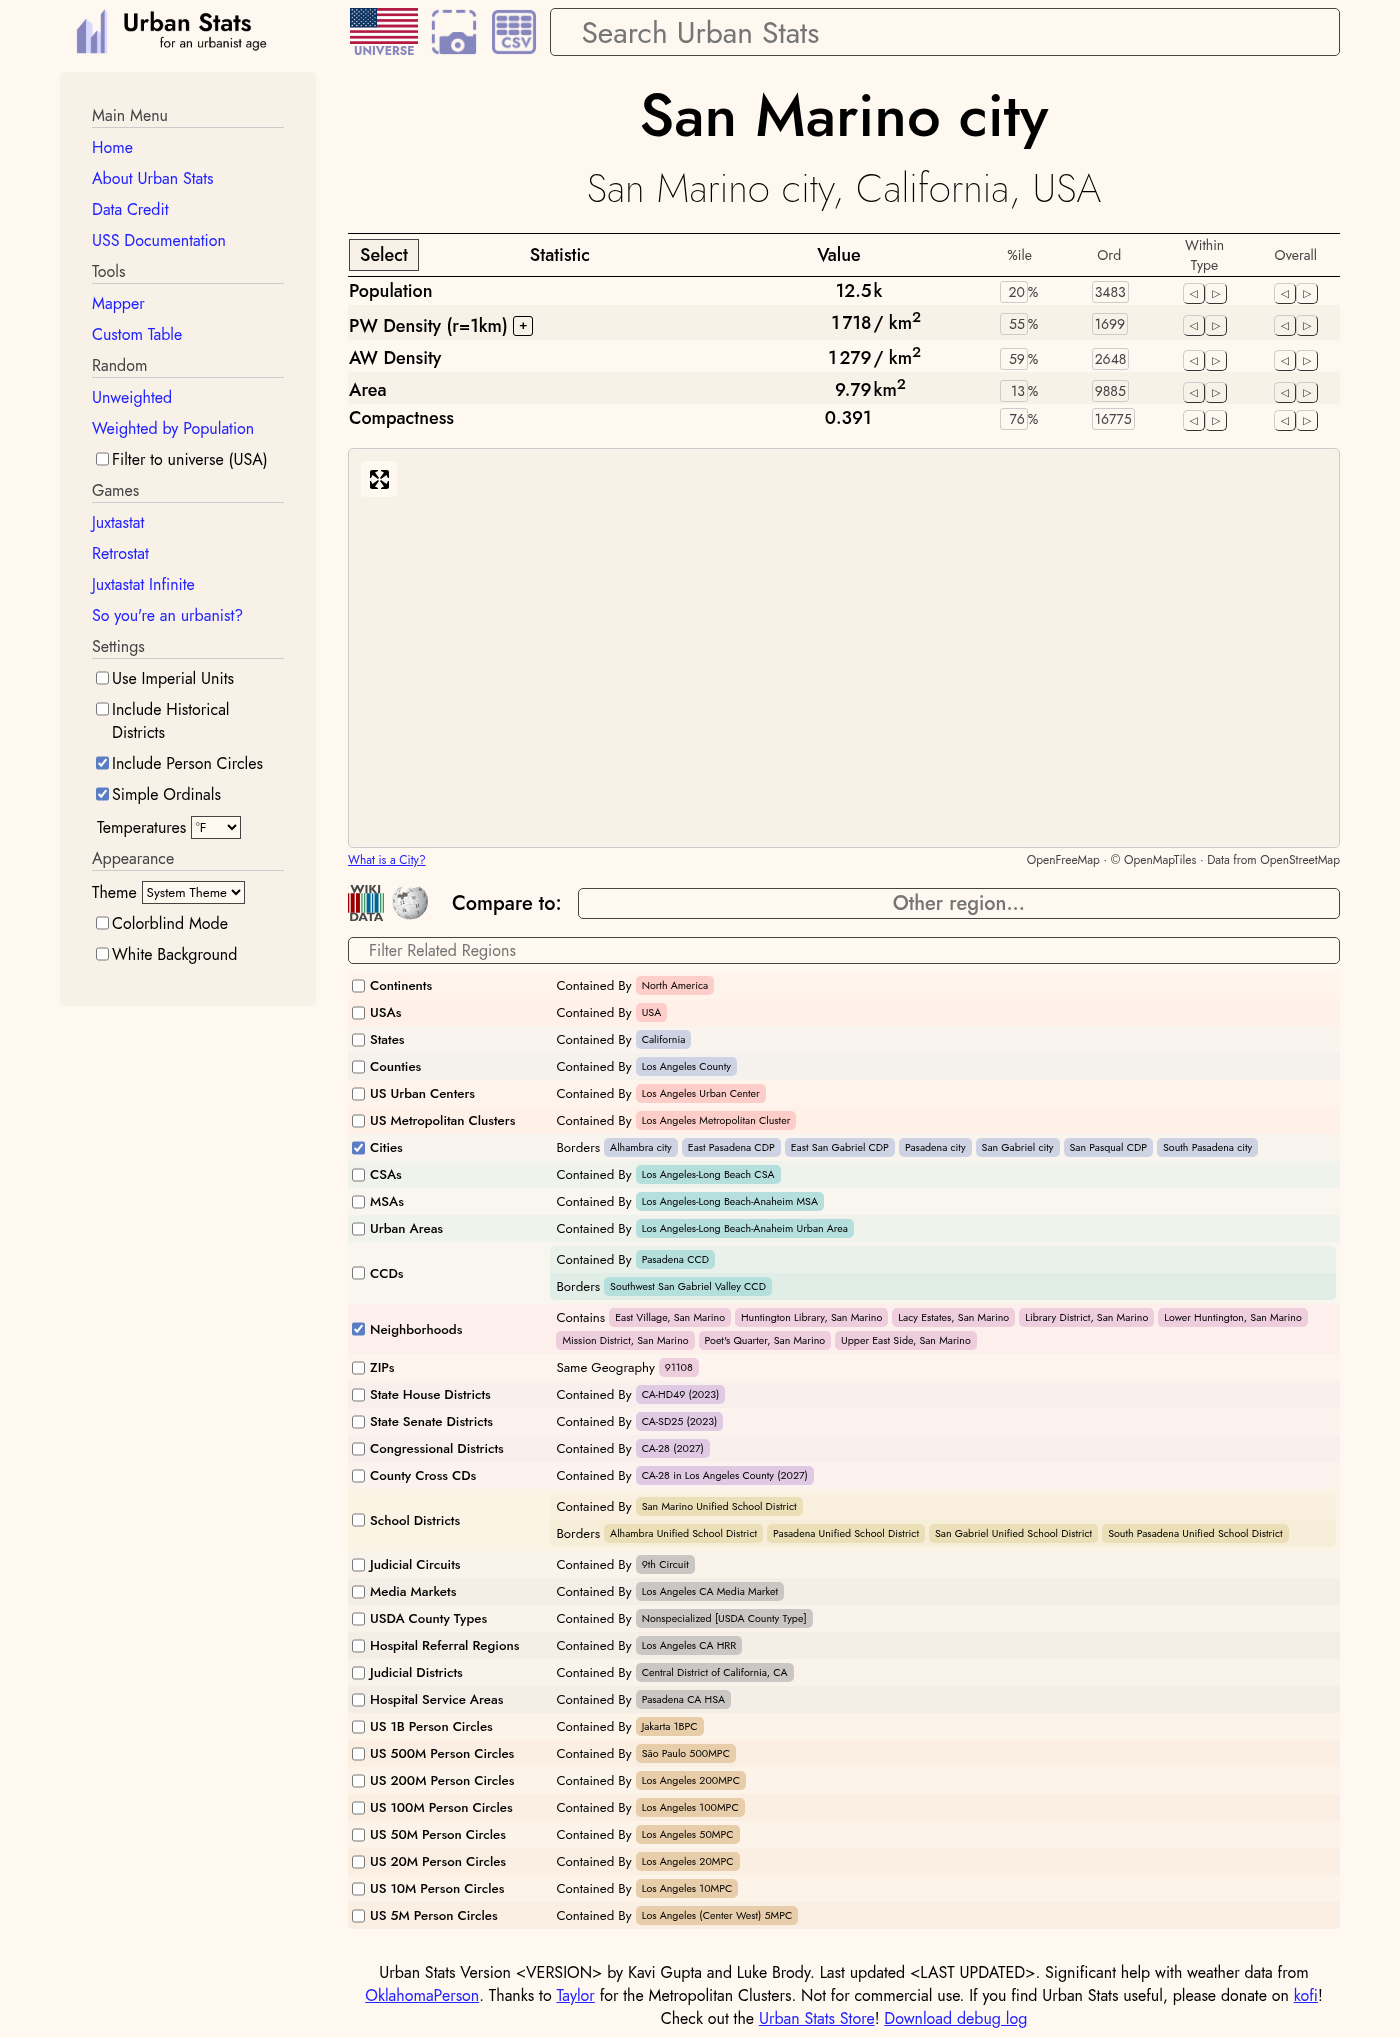 Urban Stats
for an urbanist age
UNIVERSE
CSV
Search Urban Stats
Main Menu
Home
About Urban Stats
Data Credit
USS Documentation
Tools
Mapper
Custom Table
Random
Unweighted
Weighted by Population
Filter to universe (USA)
Games
Juxtastat
Retrostat
Juxtastat Infinite
So you're an urbanist?
Settings
Use Imperial Units
Include Historical
Districts
Include Person Circles
Simple Ordinals
Temperatures °F
Appearance
Theme System Theme
Colorblind Mode
White Background
San Marino city
San Marino city, California, USA
Select Statistic Value %ile Ord Within Type Overall
Population 12.5k 20% 3483 ◁ ▷ ◁ ▷
PW Density (r=1km) + 1 718 / km² 55% 1699 ◁ ▷ ◁ ▷
AW Density 1 279 / km² 59% 2648 ◁ ▷ ◁ ▷
Area 9.79 km² 13% 9885 ◁ ▷ ◁ ▷
Compactness 0.391 76% 16775 ◁ ▷ ◁ ▷
What is a City? OpenFreeMap · © OpenMapTiles · Data from OpenStreetMap
WIKI
DATA
Compare to: Other region...
Filter Related Regions
Continents Contained By North America
USAs Contained By USA
States Contained By California
Counties Contained By Los Angeles County
US Urban Centers Contained By Los Angeles Urban Center
US Metropolitan Clusters Contained By Los Angeles Metropolitan Cluster
Cities Borders Alhambra city East Pasadena CDP East San Gabriel CDP Pasadena city San Gabriel city San Pasqual CDP South Pasadena city
CSAs Contained By Los Angeles-Long Beach CSA
MSAs Contained By Los Angeles-Long Beach-Anaheim MSA
Urban Areas Contained By Los Angeles-Long Beach-Anaheim Urban Area
CCDs Contained By Pasadena CCD
Borders Southwest San Gabriel Valley CCD
Neighborhoods Contains East Village, San Marino Huntington Library, San Marino Lacy Estates, San Marino Library District, San Marino Lower Huntington, San Marino
Mission District, San Marino Poet's Quarter, San Marino Upper East Side, San Marino
ZIPs Same Geography 91108
State House Districts Contained By CA-HD49 (2023)
State Senate Districts Contained By CA-SD25 (2023)
Congressional Districts Contained By CA-28 (2027)
County Cross CDs Contained By CA-28 in Los Angeles County (2027)
School Districts Contained By San Marino Unified School District
Borders Alhambra Unified School District Pasadena Unified School District San Gabriel Unified School District South Pasadena Unified School District
Judicial Circuits Contained By 9th Circuit
Media Markets Contained By Los Angeles CA Media Market
USDA County Types Contained By Nonspecialized [USDA County Type]
Hospital Referral Regions Contained By Los Angeles CA HRR
Judicial Districts Contained By Central District of California, CA
Hospital Service Areas Contained By Pasadena CA HSA
US 1B Person Circles Contained By Jakarta 1BPC
US 500M Person Circles Contained By São Paulo 500MPC
US 200M Person Circles Contained By Los Angeles 200MPC
US 100M Person Circles Contained By Los Angeles 100MPC
US 50M Person Circles Contained By Los Angeles 50MPC
US 20M Person Circles Contained By Los Angeles 20MPC
US 10M Person Circles Contained By Los Angeles 10MPC
US 5M Person Circles Contained By Los Angeles (Center West) 5MPC
Urban Stats Version <VERSION> by Kavi Gupta and Luke Brody. Last updated <LAST UPDATED>. Significant help with weather data from
OklahomaPerson. Thanks to Taylor for the Metropolitan Clusters. Not for commercial use. If you find Urban Stats useful, please donate on kofi!
Check out the Urban Stats Store! Download debug log